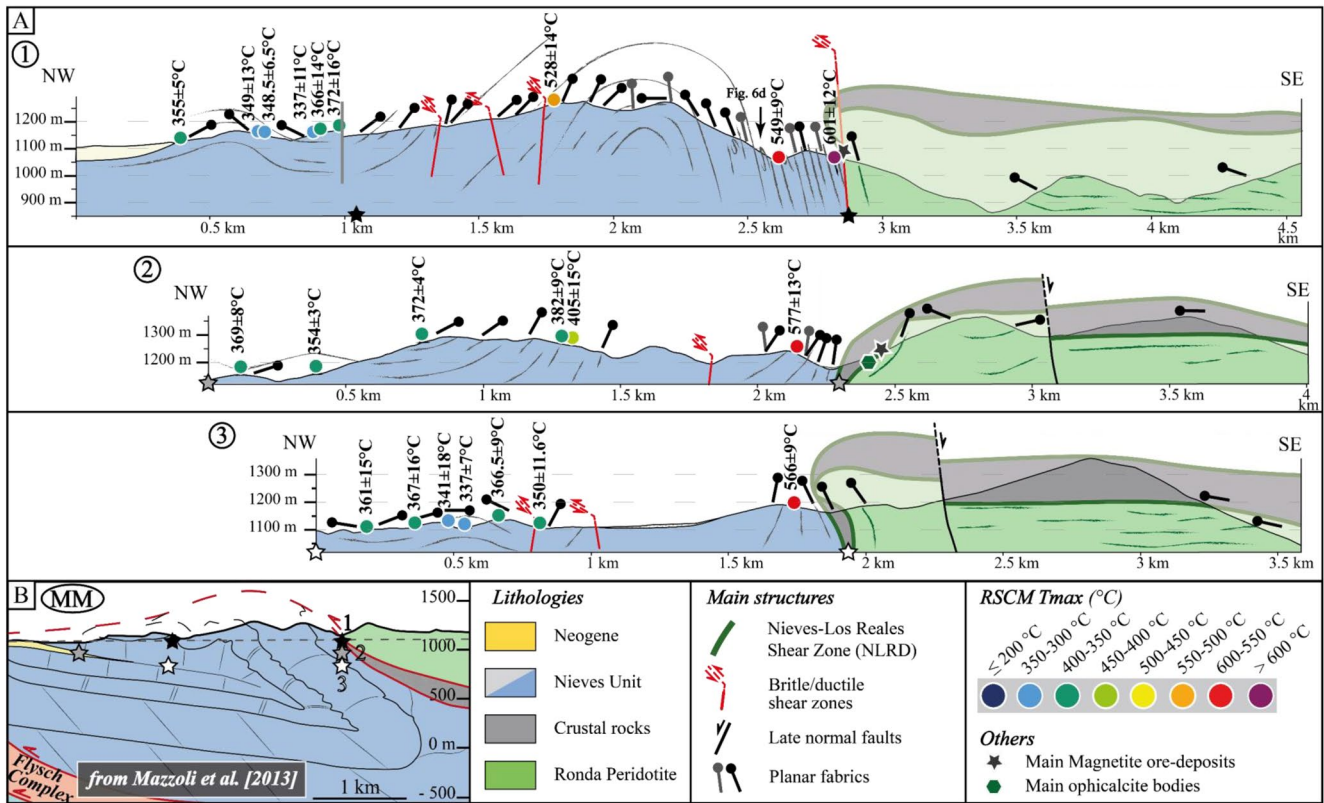 A
1
NW
SE
355±5°C
349±13°C
348.5±6.5°C
337±11°C
366±14°C
372±16°C
528±14°C
Fig. 6d
549±9°C
601±12°C
1200 m
1100 m
1000 m
900 m
0.5 km
1 km
1.5 km
2 km
2.5 km
3 km
3.5 km
4 km
4.5
km
2
NW
SE
369±8°C
354±3°C
372±4°C
382±9°C
405±15°C
577±13°C
1300 m
1200 m
0.5 km
1 km
1.5 km
2 km
2.5 km
3 km
3.5 km
4
km
3
NW
SE
361±15°C
367±16°C
341±18°C
337±7°C
366.5±9°C
350±11.6°C
566±9°C
1300 m
1200 m
1100 m
0.5 km
1 km
1.5 km
2 km
2.5 km
3 km
3.5 km
B
MM
1
2
3
1500
1000
500
0 m
- 500
Flysch
Complex
from Mazzoli et al. [2013]
1 km
Lithologies
Neogene
Nieves Unit
Crustal rocks
Ronda Peridotite
Main structures
Nieves-Los Reales
Shear Zone (NLRD)
Britle/ductile
shear zones
Late normal faults
Planar fabrics
RSCM Tmax (°C)
≤ 200 °C
350-300 °C
400-350 °C
450-400 °C
500-450 °C
550-500 °C
600-550 °C
> 600 °C
Others
Main Magnetite ore-deposits
Main ophicalcite bodies